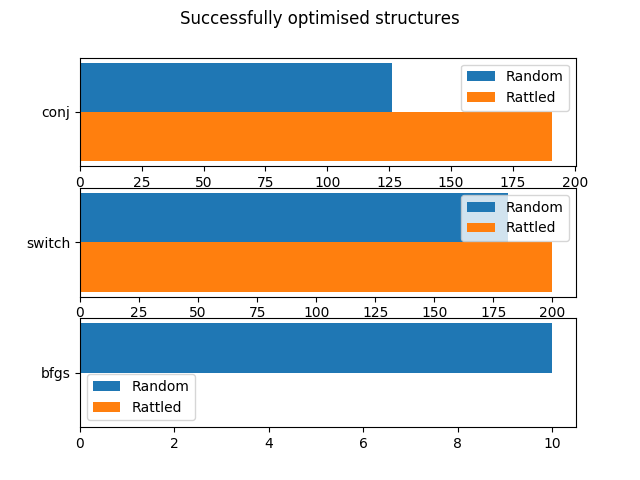 Successfully optimised structures
Random
Rattled
conj
0 25 50 75 100 125 150 175 200
Random
Rattled
switch
0 25 50 75 100 125 150 175 200
bfgs
Random
Rattled
0 2 4 6 8 10